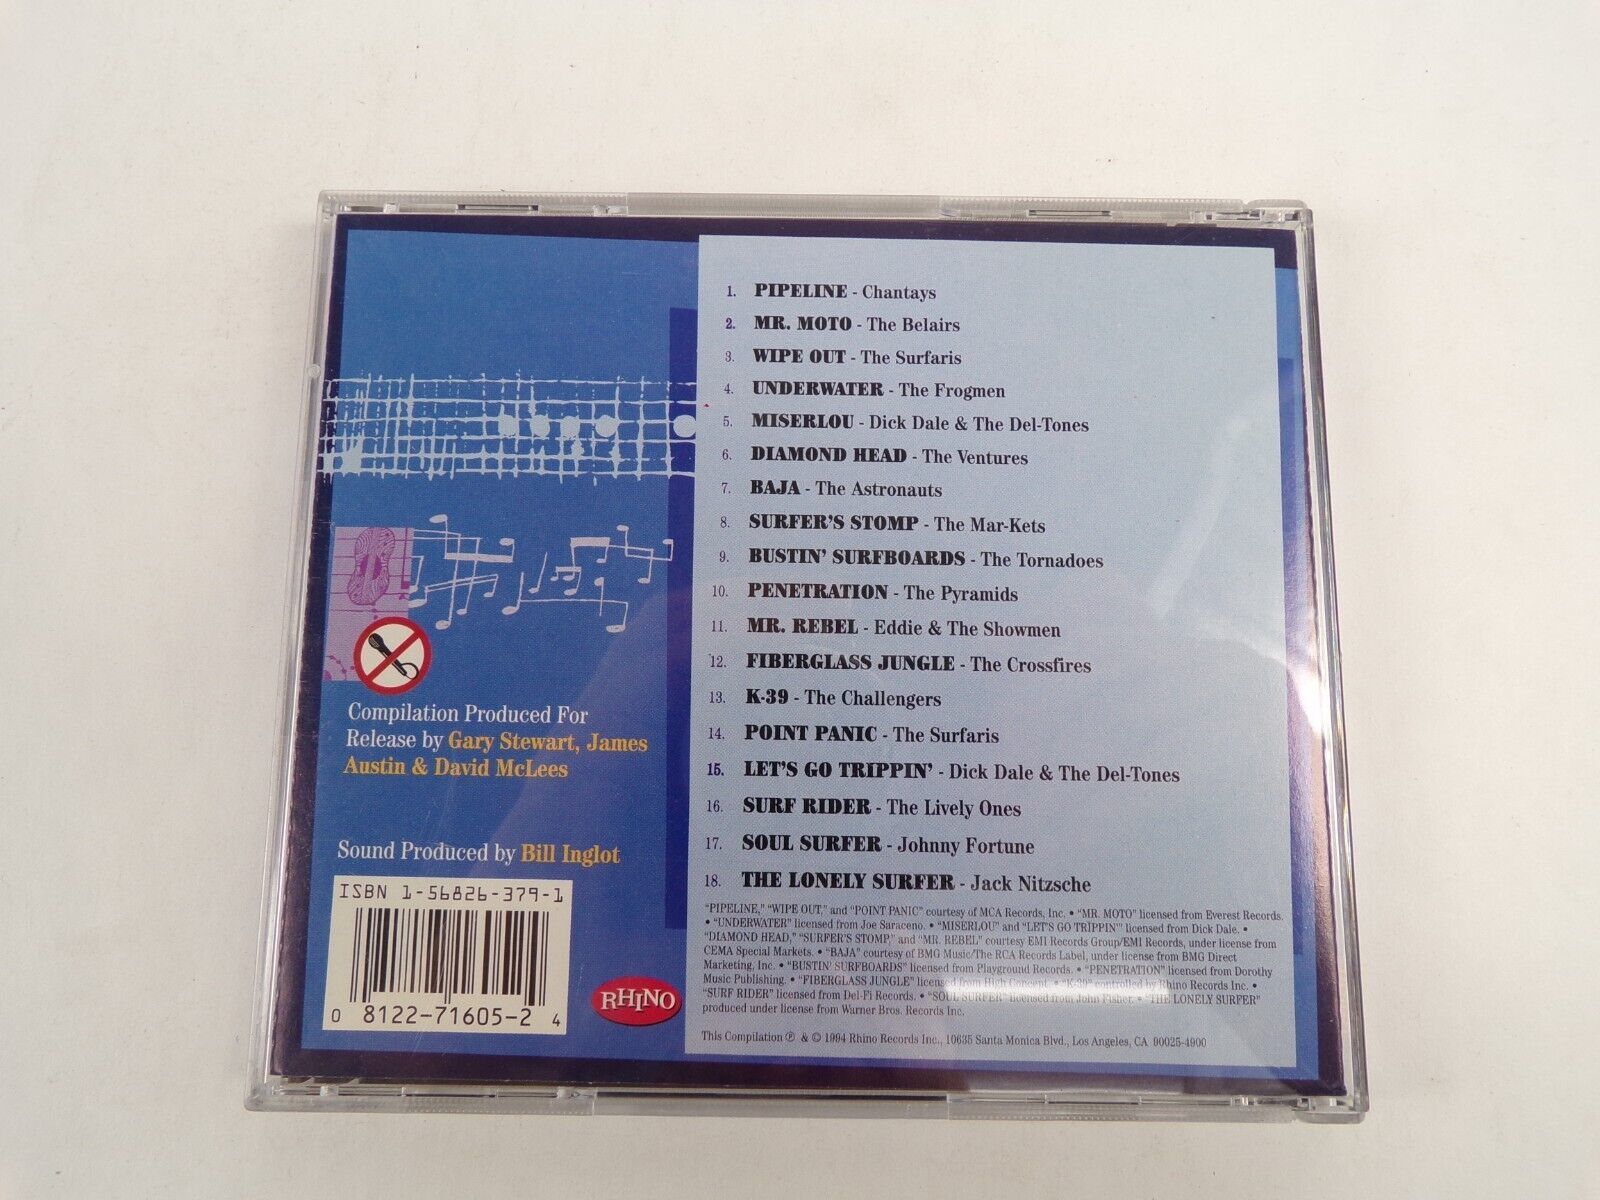 1. PIPELINE - Chantays
2. MR. MOTO - The Belairs
3. WIPE OUT - The Surfaris
4. UNDERWATER - The Frogmen
5. MISERLOU - Dick Dale & The Del-Tones
6. DIAMOND HEAD - The Ventures
7. BAJA - The Astronauts
8. SURFER'S STOMP - The Mar-Kets
9. BUSTIN' SURFBOARDS - The Tornadoes
10. PENETRATION - The Pyramids
11. MR. REBEL - Eddie & The Showmen
12. FIBERGLASS JUNGLE - The Crossfires
13. K-39 - The Challengers
14. POINT PANIC - The Surfaris
15. LET'S GO TRIPPIN' - Dick Dale & The Del-Tones
16. SURF RIDER - The Lively Ones
17. SOUL SURFER - Johnny Fortune
18. THE LONELY SURFER - Jack Nitzsche
"PIPELINE," "WIPE OUT," and "POINT PANIC" courtesy of MCA Records, Inc. • "MR. MOTO" licensed from Everest Records.
• "UNDERWATER" licensed from Joe Saraceno. • "MISERLOU" and "LET'S GO TRIPPIN'" licensed from Dick Dale. •
"DIAMOND HEAD," "SURFER'S STOMP," and "MR. REBEL" courtesy EMI Records Group/EMI Records, under license from
CEMA Special Markets. • "BAJA" courtesy of BMG Music/The RCA Records Label, under license from BMG Direct
Marketing, Inc. • "BUSTIN' SURFBOARDS" licensed from Playground Records. • "PENETRATION" licensed from Dorothy
Music Publishing. • "FIBERGLASS JUNGLE" licensed from High Concept. • "K-39" controlled by Rhino Records Inc. •
"SURF RIDER" licensed from Del-Fi Records. • "SOUL SURFER" licensed from John Fisher. • "THE LONELY SURFER"
produced under license from Warner Bros. Records Inc.
This Compilation ℗ & © 1994 Rhino Records Inc., 10635 Santa Monica Blvd., Los Angeles, CA 90025-4900
Compilation Produced For
Release by Gary Stewart, James
Austin & David McLees
Sound Produced by Bill Inglot
ISBN 1-56826-379-1
0 8122-71605-2 4
RHINO